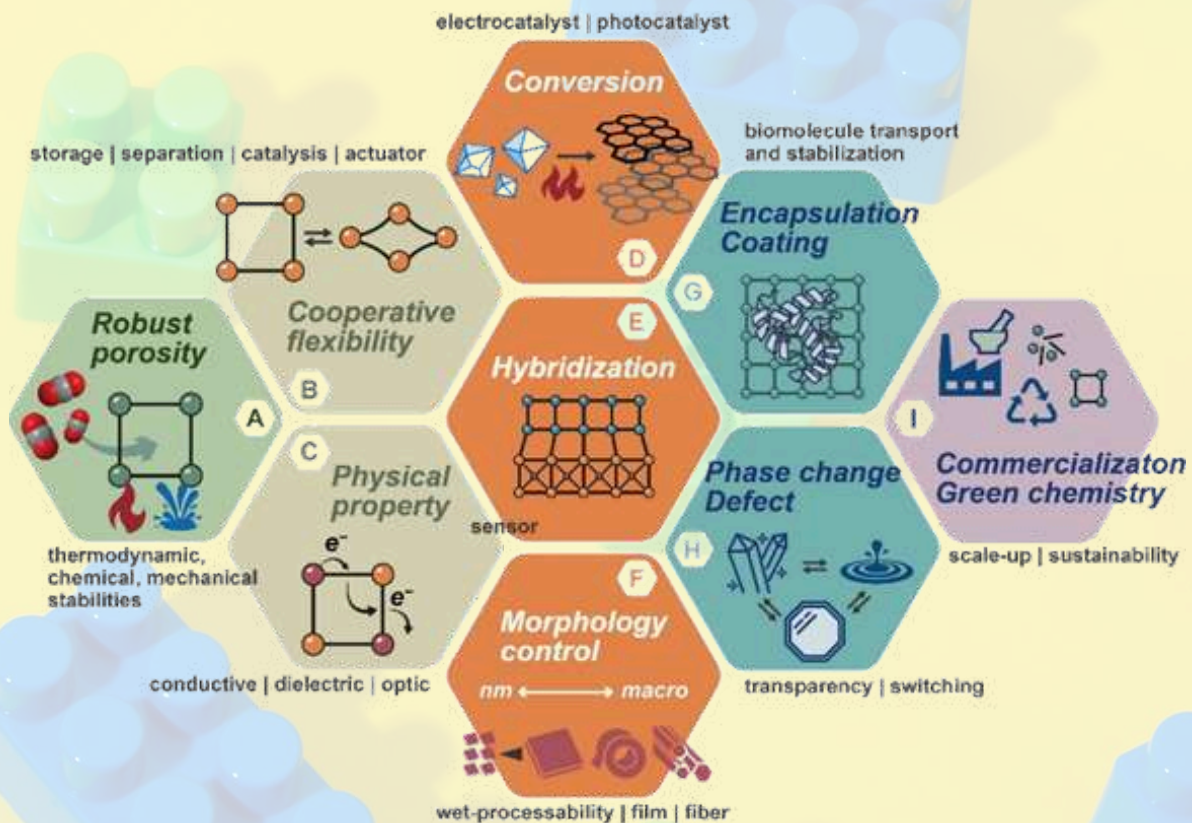 electrocatalyst | photocatalyst
Conversion
D
storage | separation | catalysis | actuator
Cooperative
flexibility
B
biomolecule transport
and stabilization
Encapsulation
Coating
G
Robust
porosity
A
thermodynamic,
chemical, mechanical
stabilities
E
Hybridization
sensor
I
Commercializaton
Green chemistry
scale-up | sustainability
C
Physical
property
e⁻
e⁻
conductive | dielectric | optic
Phase change
Defect
H
transparency | switching
F
Morphology
control
nm
macro
wet-processability | film | fiber